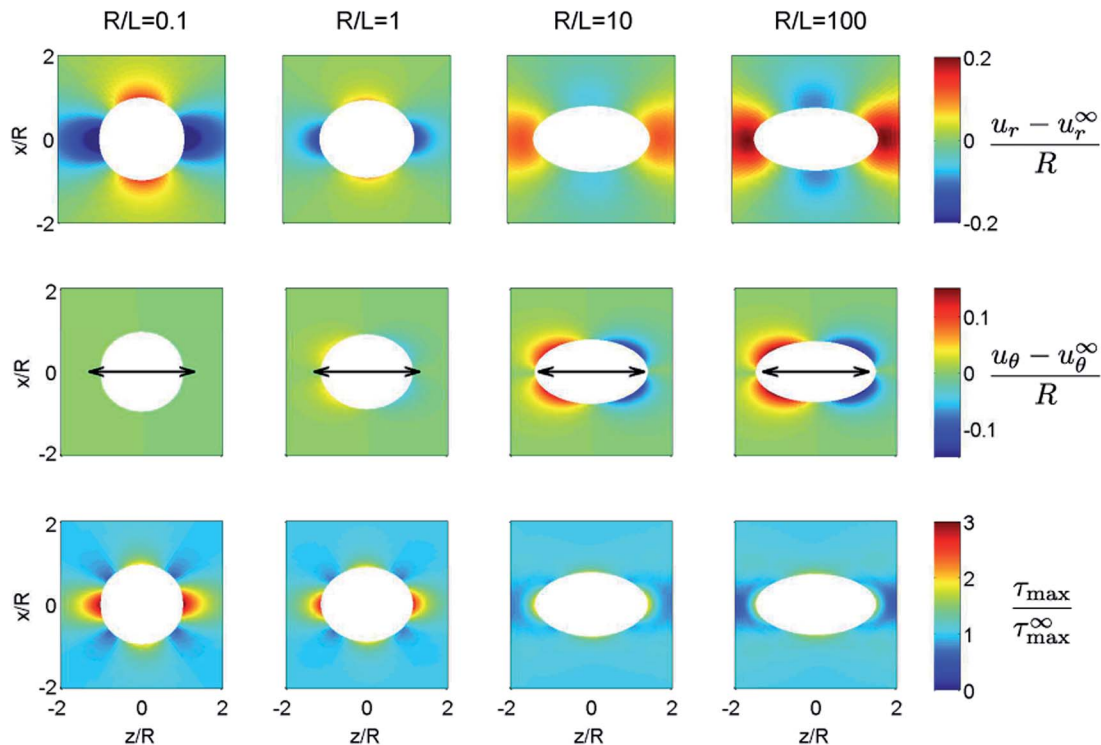 R/L=0.1 R/L=1 R/L=10 R/L=100
2
0
-2
x/R
0.2
0
-0.2
u_r − u_r^∞
R
2
0
-2
x/R
0.1
0
-0.1
u_θ − u_θ^∞
R
2
0
-2
x/R
3
2
1
0
τ_max
τ_max^∞
-2 0 2 -2 0 2 -2 0 2 -2 0 2
z/R z/R z/R z/R